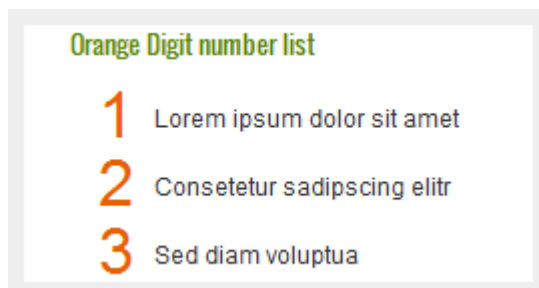 Orange Digit number list
1 Lorem ipsum dolor sit amet
2 Consetetur sadipscing elitr
3 Sed diam voluptua